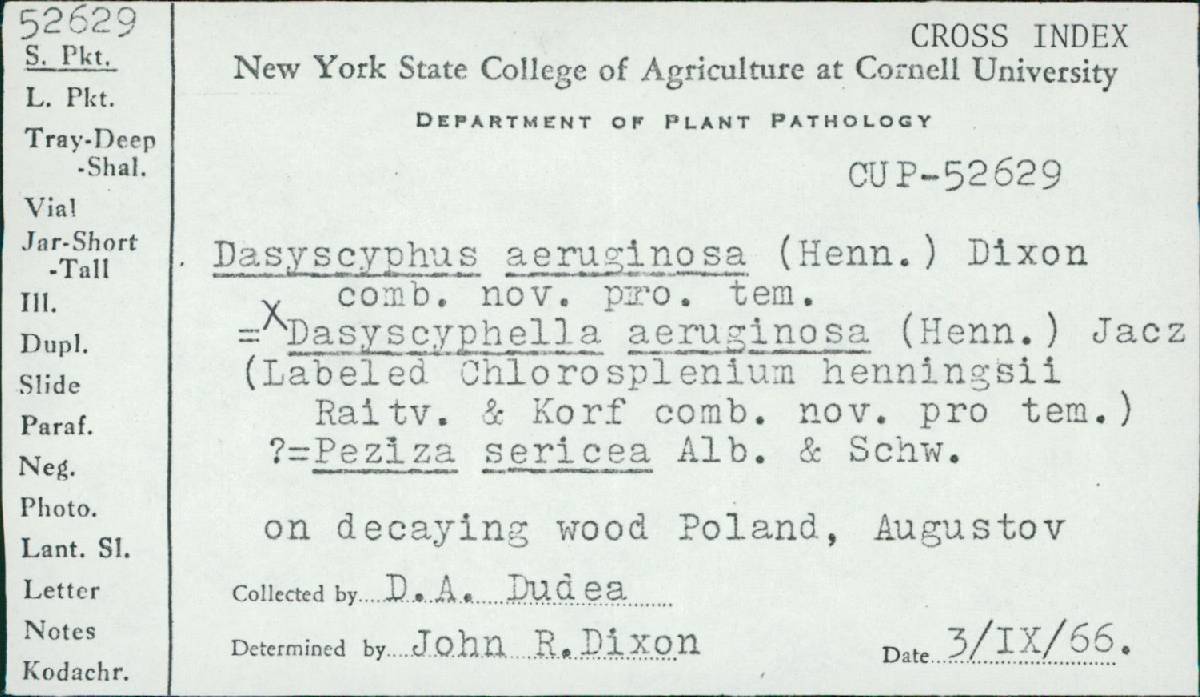 52629
S. Pkt.
L. Pkt.
Tray-Deep
-Shal.
Vial
Jar-Short
-Tall
Ill.
Dupl.
Slide
Paraf.
Neg.
Photo.
Lant. Sl.
Letter
Notes
Kodachr.
CROSS INDEX
New York State College of Agriculture at Cornell University
DEPARTMENT OF PLANT PATHOLOGY
CUP-52629
Dasyscyphus aeruginosa (Henn.) Dixon
comb. nov. pro. tem.
=XDasyscyphella aeruginosa (Henn.) Jacz
(Labeled Chlorosplenium henningsii
Raitv. & Korf comb. nov. pro tem.)
?=Peziza sericea Alb. & Schw.
on decaying wood Poland, Augustov
Collected by D.A. Dudea
Determined by John R.Dixon Date 3/IX/66.